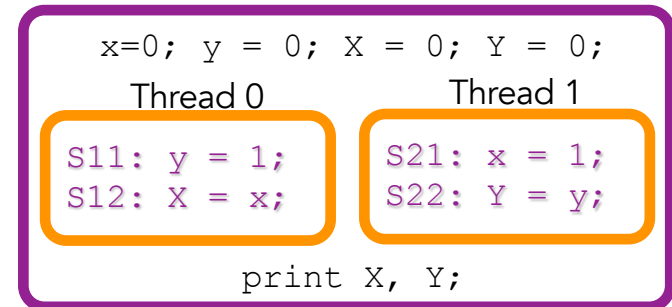 x=0; y = 0; X = 0; Y = 0;
Thread 0
Thread 1
S11: y = 1;
S12: X = x;
S21: x = 1;
S22: Y = y;
print X, Y;